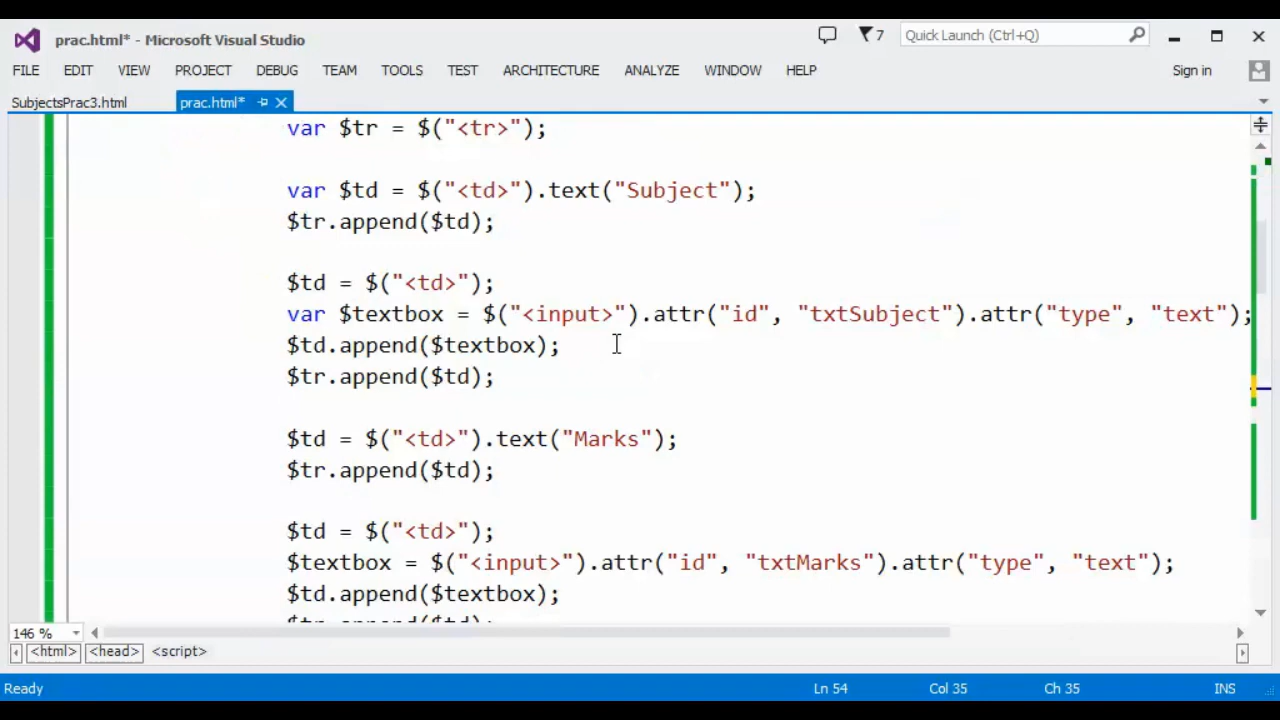 prac.html* - Microsoft Visual Studio
7
Quick Launch (Ctrl+Q)
FILE EDIT VIEW PROJECT DEBUG TEAM TOOLS TEST ARCHITECTURE ANALYZE WINDOW HELP Sign in
SubjectsPrac3.html prac.html*
var $tr = $("<tr>");
var $td = $("<td>").text("Subject");
$tr.append($td);
$td = $("<td>");
var $textbox = $("<input>").attr("id", "txtSubject").attr("type", "text");
$td.append($textbox);
$tr.append($td);
$td = $("<td>").text("Marks");
$tr.append($td);
$td = $("<td>");
$textbox = $("<input>").attr("id", "txtMarks").attr("type", "text");
$td.append($textbox);
$tr.append($td);
146 %
<html> <head> <script>
Ready Ln 54 Col 35 Ch 35 INS